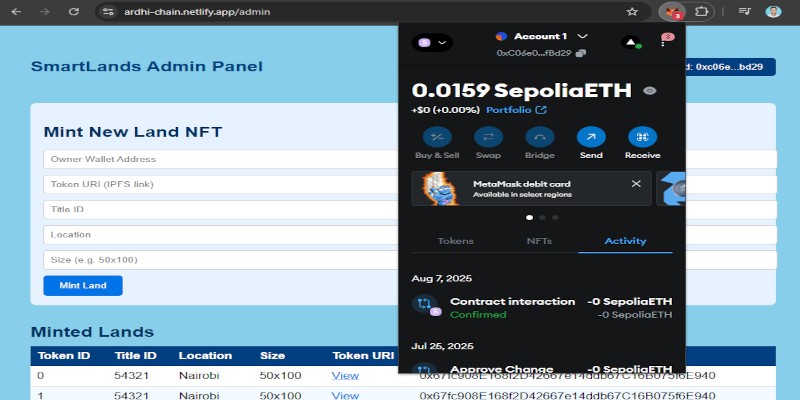 ardhi-chain.netlify.app/admin
3
SmartLands Admin Panel
d: 0xc06e...bd29
Mint New Land NFT
Owner Wallet Address
Token URI (IPFS link)
Title ID
Location
Size (e.g. 50x100)
Mint Land
Minted Lands
Token ID Title ID Location Size Token URI
0 54321 Nairobi 50x100 View 0x67fc908E168f2D42667e14ddb67C16B075f6E940
1 54321 Nairobi 50x100 View
S
Account 1
0xC06e0...fBd29
3
0.0159 SepoliaETH
+$0 (+0.00%) Portfolio
Buy & Sell Swap Bridge Send Receive
MetaMask debit card
Available in select regions
Tokens NFTs Activity
Aug 7, 2025
Contract interaction -0 SepoliaETH
S Confirmed -0 SepoliaETH
Jul 25, 2025
Approve Change -0 SepoliaETH